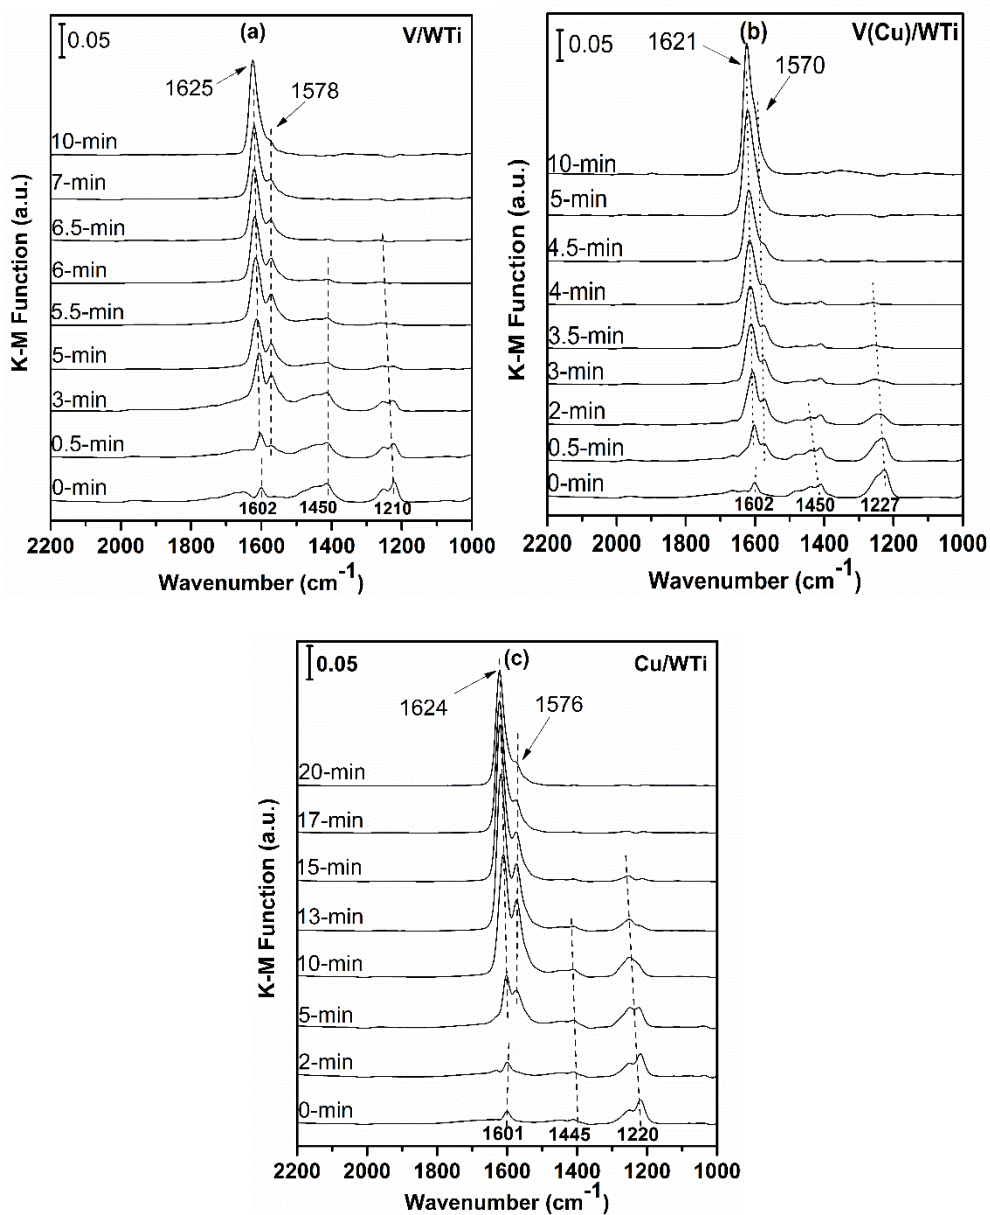 0.05
(a)
V/WTi
1625
1578
10-min
7-min
6.5-min
6-min
5.5-min
5-min
3-min
0.5-min
0-min
1602
1450
1210
2200 2000 1800 1600 1400 1200 1000
Wavenumber (cm-1)
K-M Function (a.u.)
0.05
(b)
V(Cu)/WTi
1621
1570
10-min
5-min
4.5-min
4-min
3.5-min
3-min
2-min
0.5-min
0-min
1602
1450
1227
2200 2000 1800 1600 1400 1200 1000
Wavenumber (cm-1)
K-M Function (a.u.)
0.05
(c)
Cu/WTi
1624
1576
20-min
17-min
15-min
13-min
10-min
5-min
2-min
0-min
1601
1445
1220
2200 2000 1800 1600 1400 1200 1000
Wavenumber (cm-1)
K-M Function (a.u.)